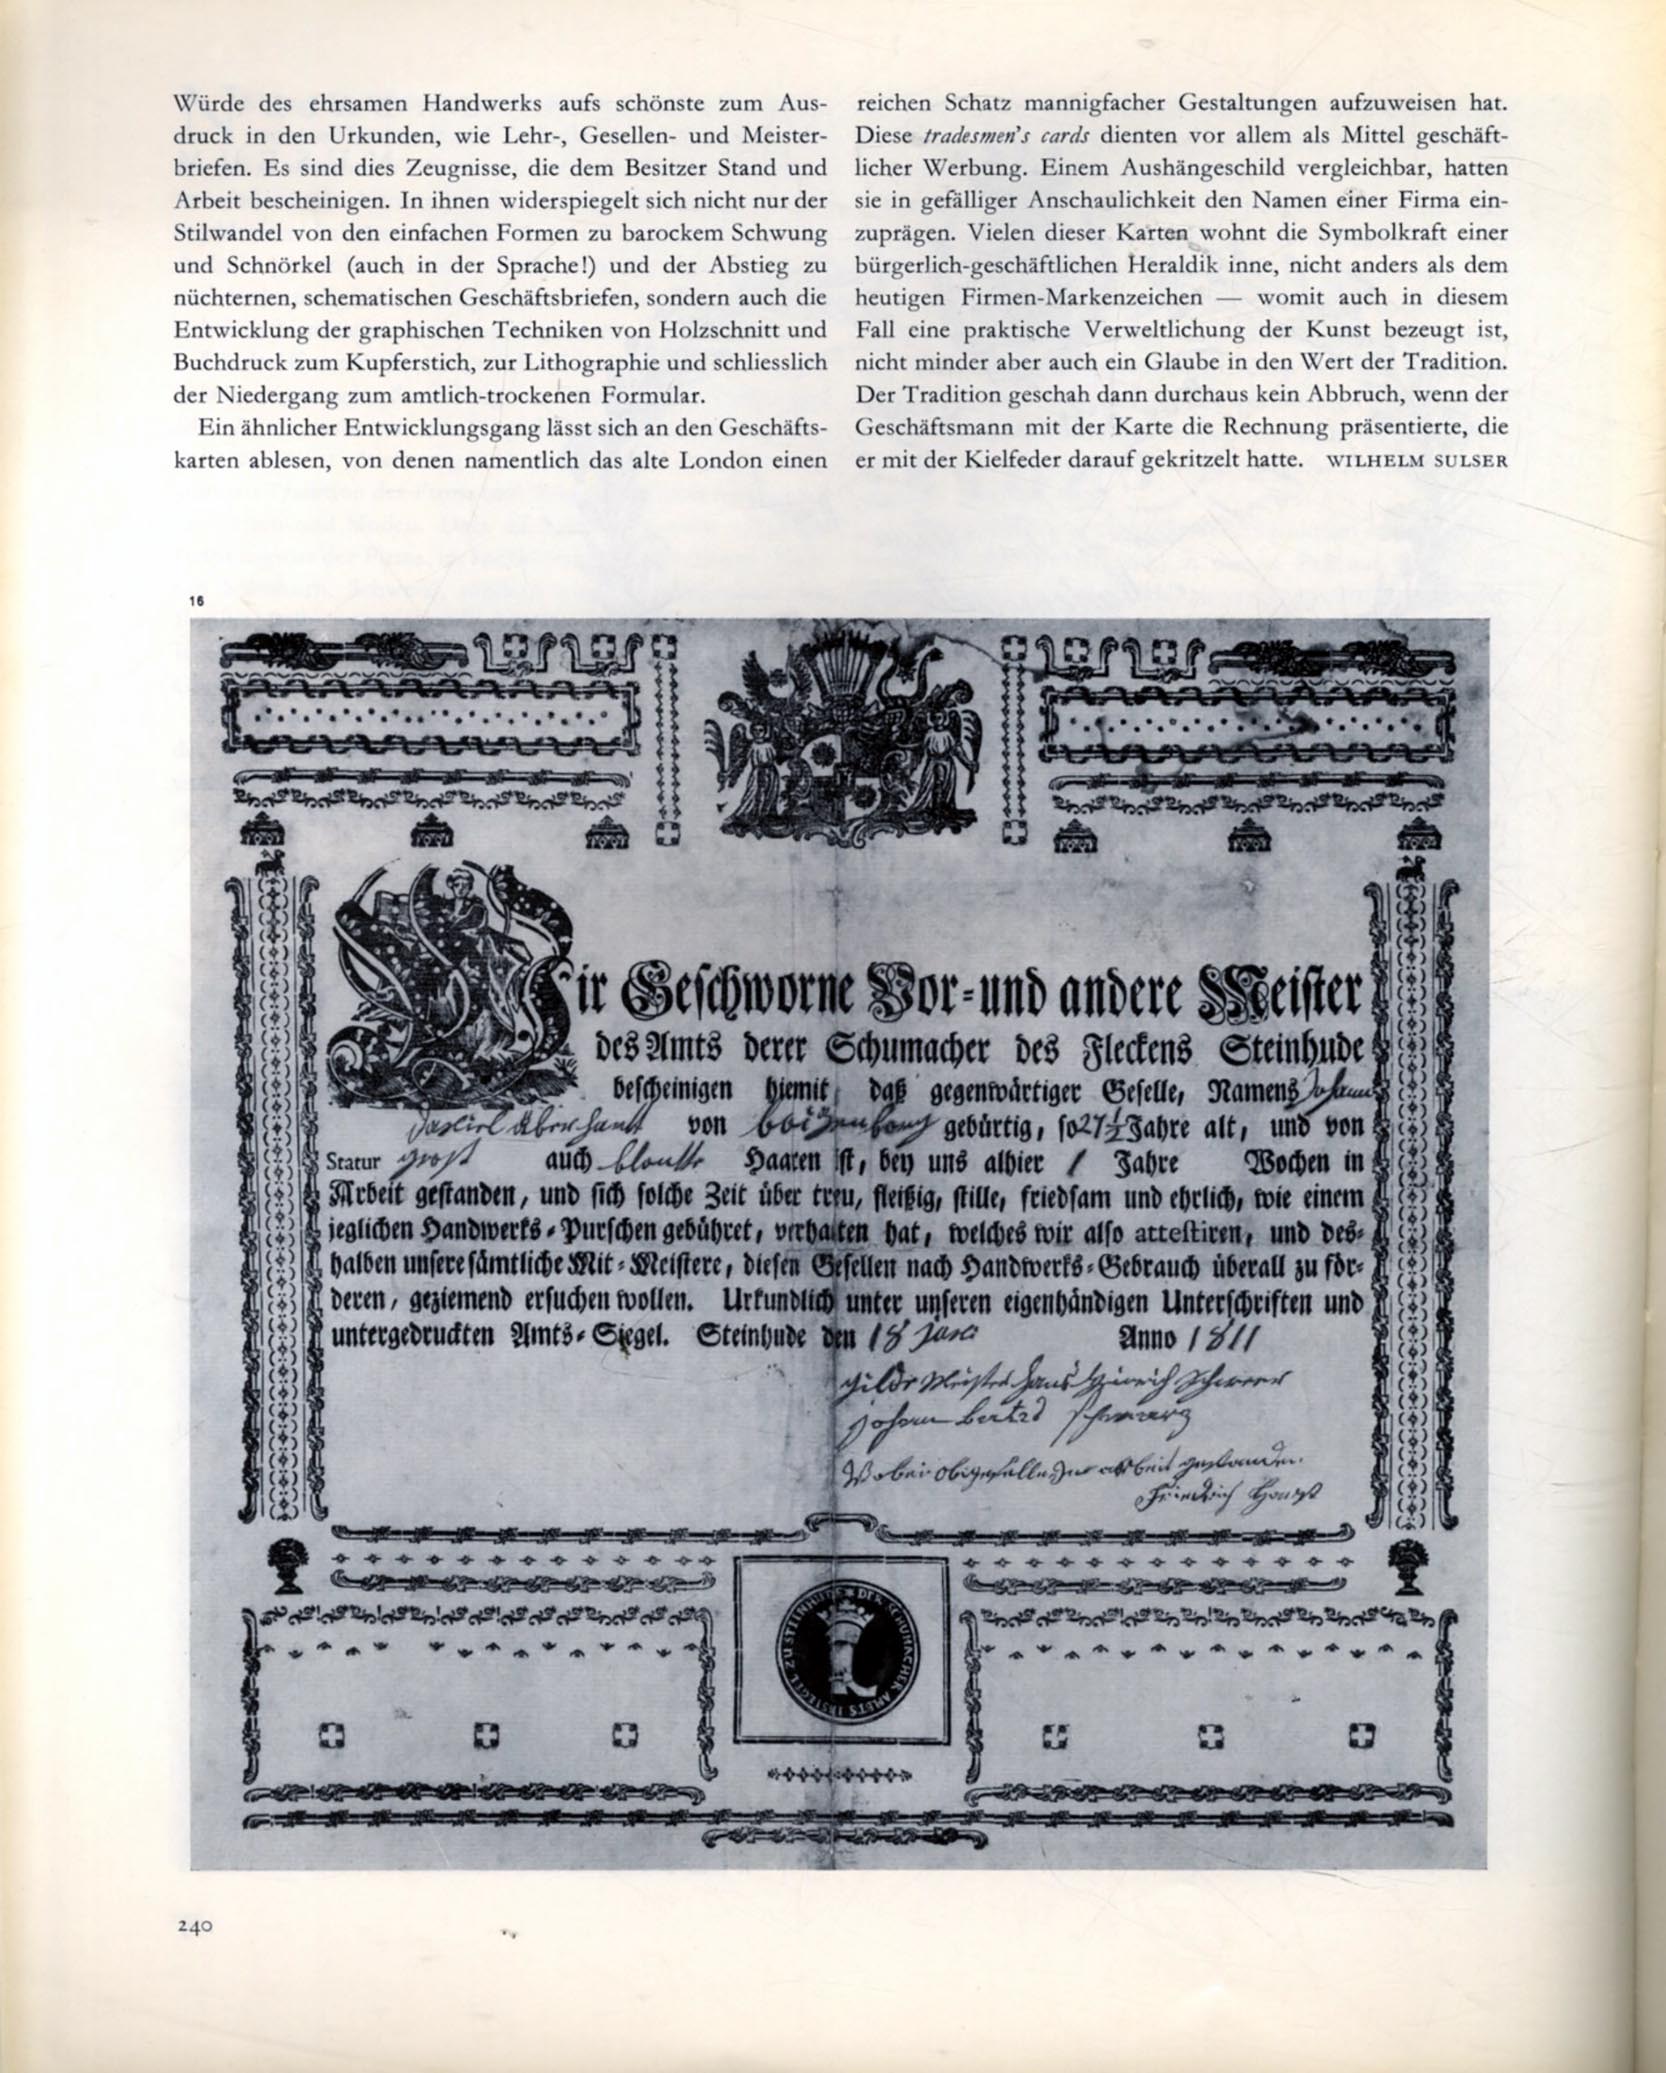 Würde des ehrsamen Handwerks aufs schönste zum Aus-
druck in den Urkunden, wie Lehr-, Gesellen- und Meister-
briefen. Es sind dies Zeugnisse, die dem Besitzer Stand und
Arbeit bescheinigen. In ihnen widerspiegelt sich nicht nur der
Stilwandel von den einfachen Formen zu barockem Schwung
und Schnörkel (auch in der Sprache!) und der Abstieg zu
nüchternen, schematischen Geschäftsbriefen, sondern auch die
Entwicklung der graphischen Techniken von Holzschnitt und
Buchdruck zum Kupferstich, zur Lithographie und schliesslich
der Niedergang zum amtlich-trockenen Formular.
Ein ähnlicher Entwicklungsgang lässt sich an den Geschäfts-
karten ablesen, von denen namentlich das alte London einen
reichen Schatz mannigfacher Gestaltungen aufzuweisen hat.
Diese tradesmen's cards dienten vor allem als Mittel geschäft-
licher Werbung. Einem Aushängeschild vergleichbar, hatten
sie in gefälliger Anschaulichkeit den Namen einer Firma ein-
zuprägen. Vielen dieser Karten wohnt die Symbolkraft einer
bürgerlich-geschäftlichen Heraldik inne, nicht anders als dem
heutigen Firmen-Markenzeichen — womit auch in diesem
Fall eine praktische Verweltlichung der Kunst bezeugt ist,
nicht minder aber auch ein Glaube in den Wert der Tradition.
Der Tradition geschah dann durchaus kein Abbruch, wenn der
Geschäftsmann mit der Karte die Rechnung präsentierte, die
er mit der Kielfeder darauf gekritzelt hatte. WILHELM SULSER
16
Wir Geschworne Vor-und andere Meister
des Amts derer Schumacher des Fleckens Steinhude
bescheinigen hiemit, daß gegenwärtiger Geselle, Namens Johann
von gebürtig, so 27½ Jahre alt, und von
Statur groß auch Haaren ist, bey uns alhier 1 Jahre Wochen in
Arbeit gestanden, und sich solche Zeit über treu, fleißig, stille, friedsam und ehrlich, wie einem
jeglichen Handwerks-Purschen gebühret, verhalten hat, welches wir also attestiren, und des-
halben unsere sämtliche Mit-Meistere, diesen Gesellen nach Handwerks-Gebrauch überall zu för-
deren, geziemend ersuchen wollen. Urkundlich unter unseren eigenhändigen Unterschriften und
untergedruckten Amts-Siegel. Steinhude den 18 Anno 1811
Gilde Meister Hans Hinrich
Johann
Friedrich
DER SCHUHMACHER AMTS INSIEGEL ZU STEINHUDE
240